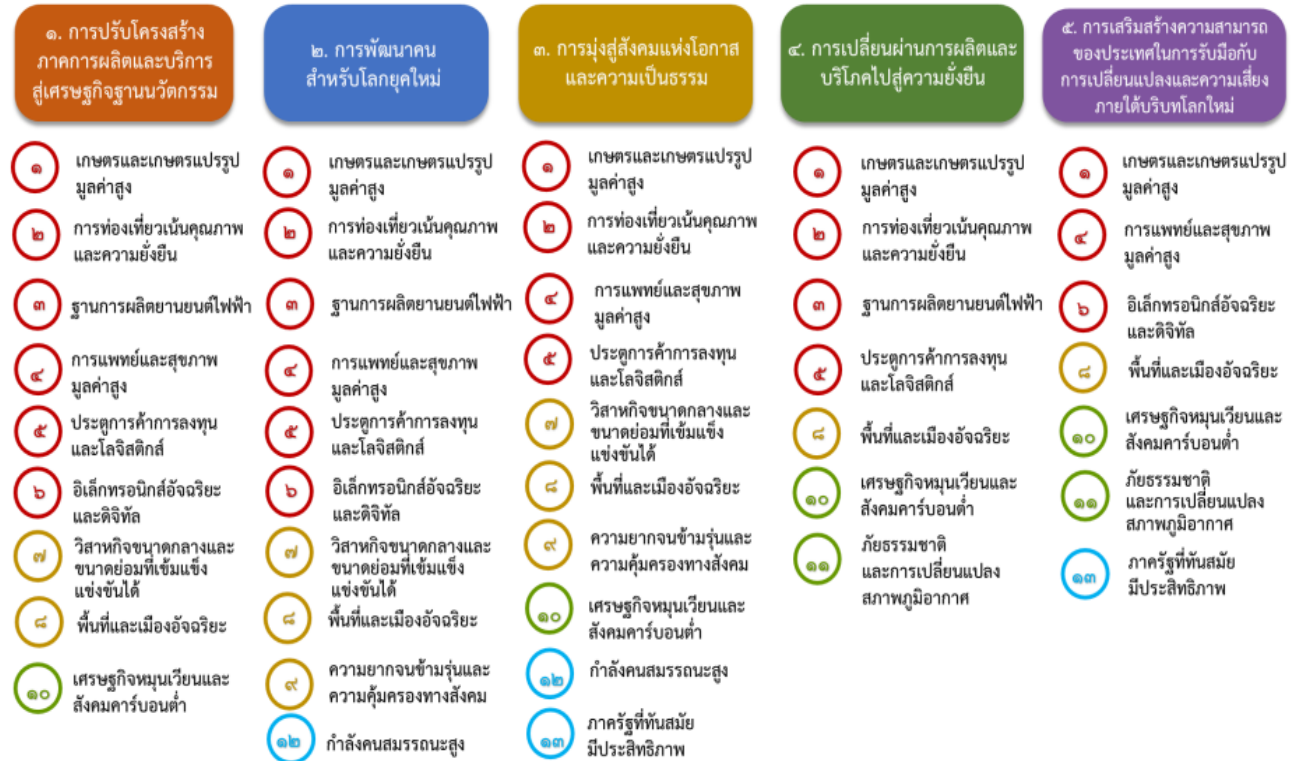 ๑. การปรับโครงสร้าง
ภาคการผลิตและบริการ
สู่เศรษฐกิจฐานนวัตกรรม
๑
เกษตรและเกษตรแปรรูป
มูลค่าสูง
๒
การท่องเที่ยวเน้นคุณภาพ
และความยั่งยืน
๓
ฐานการผลิตยานยนต์ไฟฟ้า
๔
การแพทย์และสุขภาพ
มูลค่าสูง
๕
ประตูการค้าการลงทุน
และโลจิสติกส์
๖
อิเล็กทรอนิกส์อัจฉริยะ
และดิจิทัล
๗
วิสาหกิจขนาดกลางและ
ขนาดย่อมที่เข้มแข็ง
แข่งขันได้
๘
พื้นที่และเมืองอัจฉริยะ
๑๐
เศรษฐกิจหมุนเวียนและ
สังคมคาร์บอนต่ำ
๒. การพัฒนาคน
สำหรับโลกยุคใหม่
๑
เกษตรและเกษตรแปรรูป
มูลค่าสูง
๒
การท่องเที่ยวเน้นคุณภาพ
และความยั่งยืน
๓
ฐานการผลิตยานยนต์ไฟฟ้า
๔
การแพทย์และสุขภาพ
มูลค่าสูง
๕
ประตูการค้าการลงทุน
และโลจิสติกส์
๖
อิเล็กทรอนิกส์อัจฉริยะ
และดิจิทัล
๗
วิสาหกิจขนาดกลางและ
ขนาดย่อมที่เข้มแข็ง
แข่งขันได้
๘
พื้นที่และเมืองอัจฉริยะ
๙
ความยากจนข้ามรุ่นและ
ความคุ้มครองทางสังคม
๑๒
กำลังคนสมรรถนะสูง
๓. การมุ่งสู่สังคมแห่งโอกาส
และความเป็นธรรม
๑
เกษตรและเกษตรแปรรูป
มูลค่าสูง
๒
การท่องเที่ยวเน้นคุณภาพ
และความยั่งยืน
๔
การแพทย์และสุขภาพ
มูลค่าสูง
๕
ประตูการค้าการลงทุน
และโลจิสติกส์
๗
วิสาหกิจขนาดกลางและ
ขนาดย่อมที่เข้มแข็ง
แข่งขันได้
๘
พื้นที่และเมืองอัจฉริยะ
๙
ความยากจนข้ามรุ่นและ
ความคุ้มครองทางสังคม
๑๐
เศรษฐกิจหมุนเวียนและ
สังคมคาร์บอนต่ำ
๑๒
กำลังคนสมรรถนะสูง
๑๓
ภาครัฐที่ทันสมัย
มีประสิทธิภาพ
๔. การเปลี่ยนผ่านการผลิตและ
บริโภคไปสู่ความยั่งยืน
๑
เกษตรและเกษตรแปรรูป
มูลค่าสูง
๒
การท่องเที่ยวเน้นคุณภาพ
และความยั่งยืน
๓
ฐานการผลิตยานยนต์ไฟฟ้า
๕
ประตูการค้าการลงทุน
และโลจิสติกส์
๘
พื้นที่และเมืองอัจฉริยะ
๑๐
เศรษฐกิจหมุนเวียนและ
สังคมคาร์บอนต่ำ
๑๑
ภัยธรรมชาติ
และการเปลี่ยนแปลง
สภาพภูมิอากาศ
๕. การเสริมสร้างความสามารถ
ของประเทศในการรับมือกับ
การเปลี่ยนแปลงและความเสี่ยง
ภายใต้บริบทโลกใหม่
๑
เกษตรและเกษตรแปรรูป
มูลค่าสูง
๔
การแพทย์และสุขภาพ
มูลค่าสูง
๖
อิเล็กทรอนิกส์อัจฉริยะ
และดิจิทัล
๘
พื้นที่และเมืองอัจฉริยะ
๑๐
เศรษฐกิจหมุนเวียนและ
สังคมคาร์บอนต่ำ
๑๑
ภัยธรรมชาติ
และการเปลี่ยนแปลง
สภาพภูมิอากาศ
๑๓
ภาครัฐที่ทันสมัย
มีประสิทธิภาพ